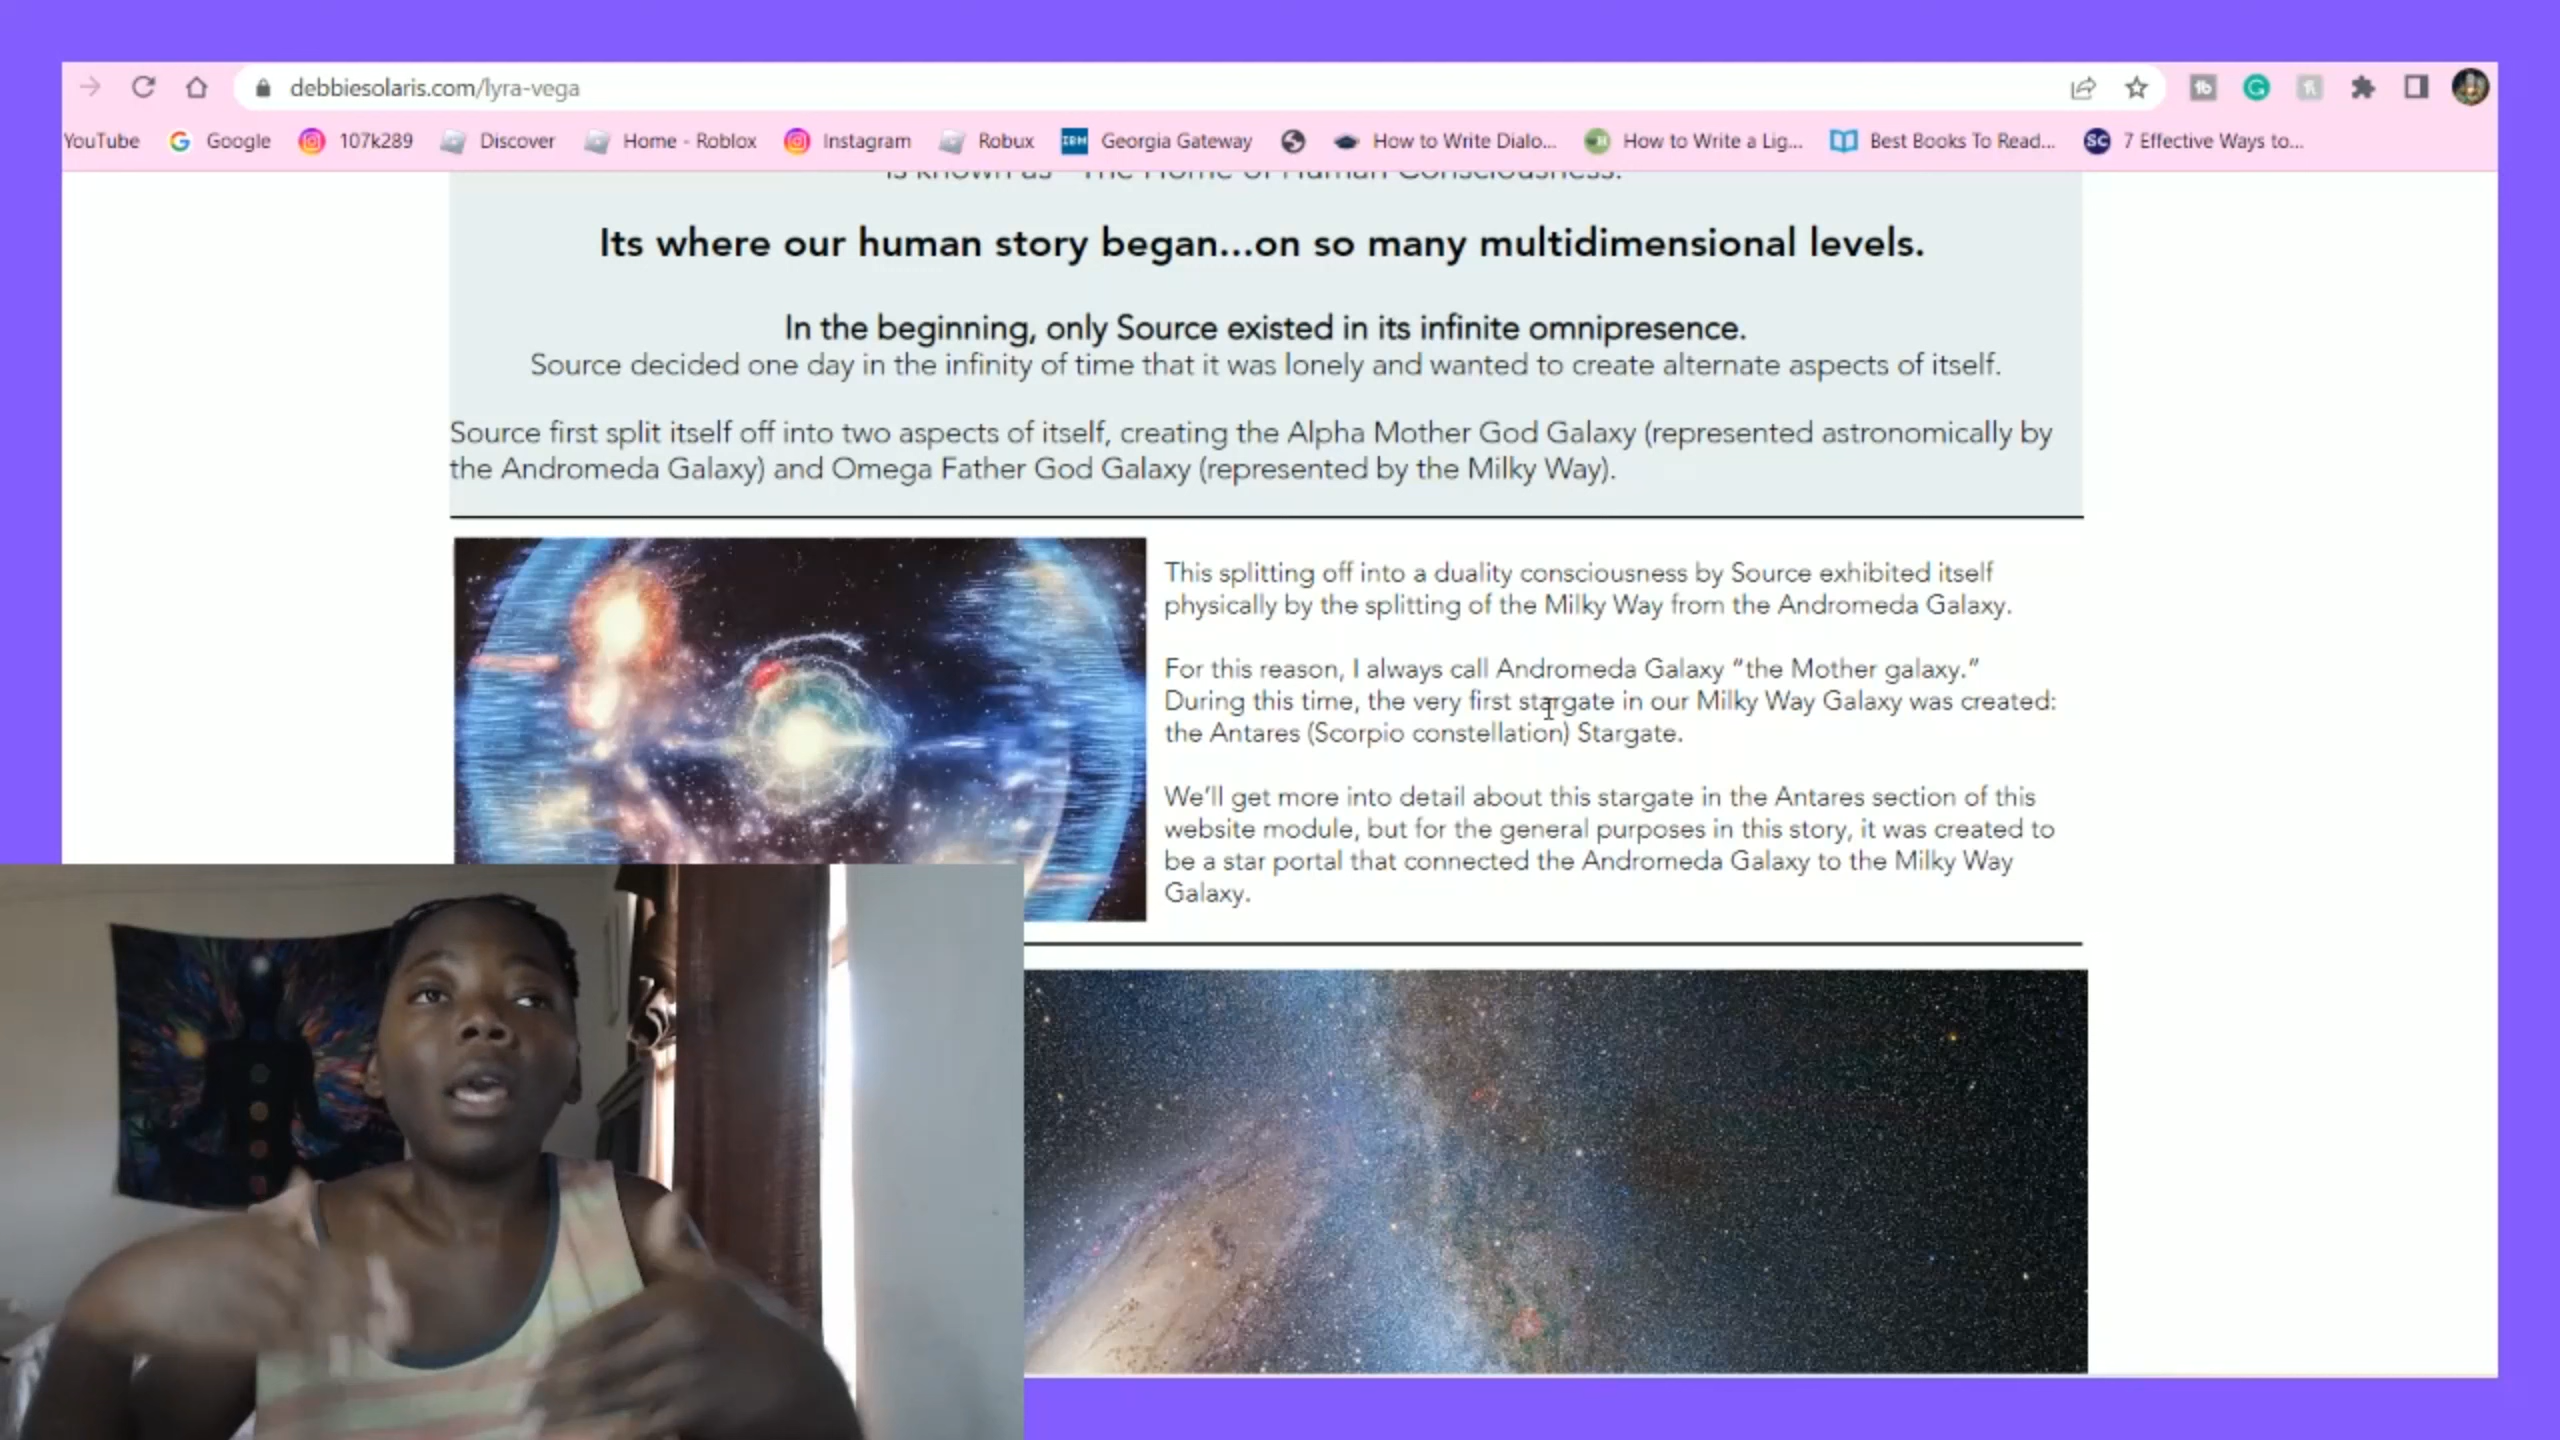 debbiesolaris.com/lyra-vega
YouTube Google 107k289 Discover Home - Roblox Instagram Robux IBM Georgia Gateway How to Write Dialo... How to Write a Lig... Best Books To Read... SC 7 Effective Ways to...
is known as "The Home of Human Consciousness."
Its where our human story began...on so many multidimensional levels.
In the beginning, only Source existed in its infinite omnipresence.
Source decided one day in the infinity of time that it was lonely and wanted to create alternate aspects of itself.
Source first split itself off into two aspects of itself, creating the Alpha Mother God Galaxy (represented astronomically by
the Andromeda Galaxy) and Omega Father God Galaxy (represented by the Milky Way).
This splitting off into a duality consciousness by Source exhibited itself
physically by the splitting of the Milky Way from the Andromeda Galaxy.
For this reason, I always call Andromeda Galaxy “the Mother galaxy.”
During this time, the very first stargate in our Milky Way Galaxy was created:
the Antares (Scorpio constellation) Stargate.
We’ll get more into detail about this stargate in the Antares section of this
website module, but for the general purposes in this story, it was created to
be a star portal that connected the Andromeda Galaxy to the Milky Way
Galaxy.